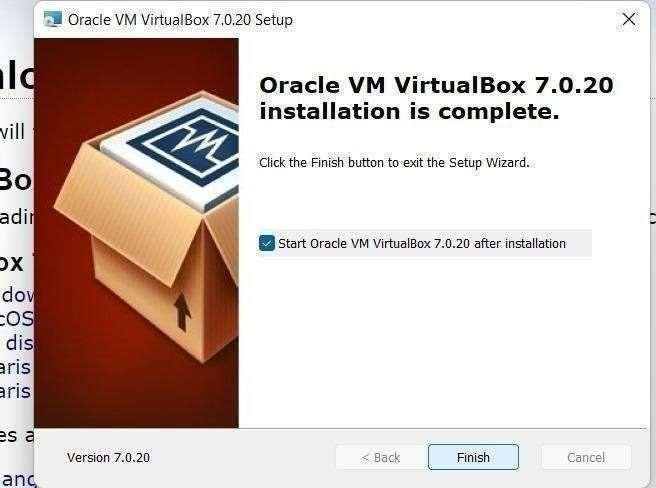 Oracle VM VirtualBox 7.0.20 Setup
Oracle VM VirtualBox 7.0.20
installation is complete.
Click the Finish button to exit the Setup Wizard.
Start Oracle VM VirtualBox 7.0.20 after installation
Version 7.0.20
< Back
Finish
Cancel